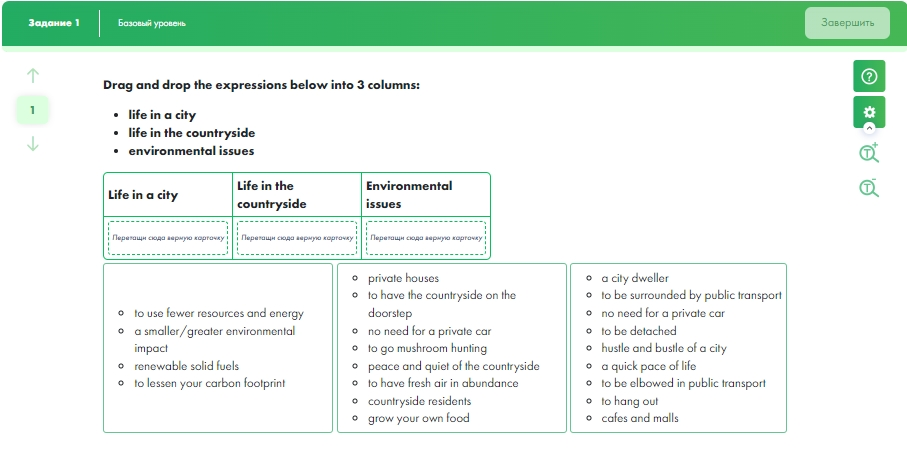 Задание 1
Базовый уровень
Завершить
1
Drag and drop the expressions below into 3 columns:
life in a city
life in the countryside
environmental issues
Life in a city
Life in the
countryside
Environmental
issues
Перетащи сюда верную карточку
Перетащи сюда верную карточку
Перетащи сюда верную карточку
to use fewer resources and energy
a smaller/greater environmental
impact
renewable solid fuels
to lessen your carbon footprint
private houses
to have the countryside on the
doorstep
no need for a private car
to go mushroom hunting
peace and quiet of the countryside
to have fresh air in abundance
countryside residents
grow your own food
a city dweller
to be surrounded by public transport
no need for a private car
to be detached
hustle and bustle of a city
a quick pace of life
to be elbowed in public transport
to hang out
cafes and malls
?
T+
T-